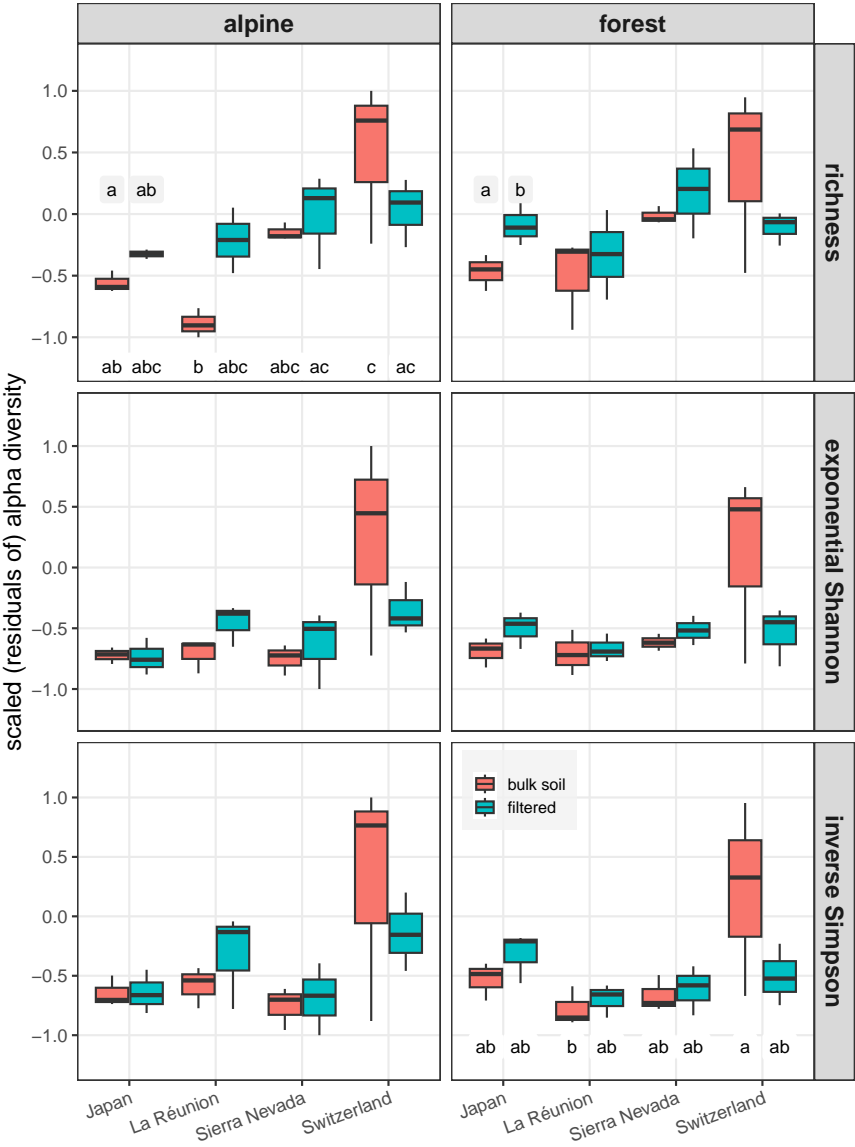 alpine forest
scaled (residuals of) alpha diversity
richness
1.0
0.5
0.0
−0.5
−1.0
a ab
a b
ab abc b abc abc ac c ac
exponential Shannon
1.0
0.5
0.0
−0.5
−1.0
inverse Simpson
1.0
0.5
0.0
−0.5
−1.0
bulk soil
filtered
ab ab b ab ab ab a ab
Japan La Réunion Sierra Nevada Switzerland
Japan La Réunion Sierra Nevada Switzerland